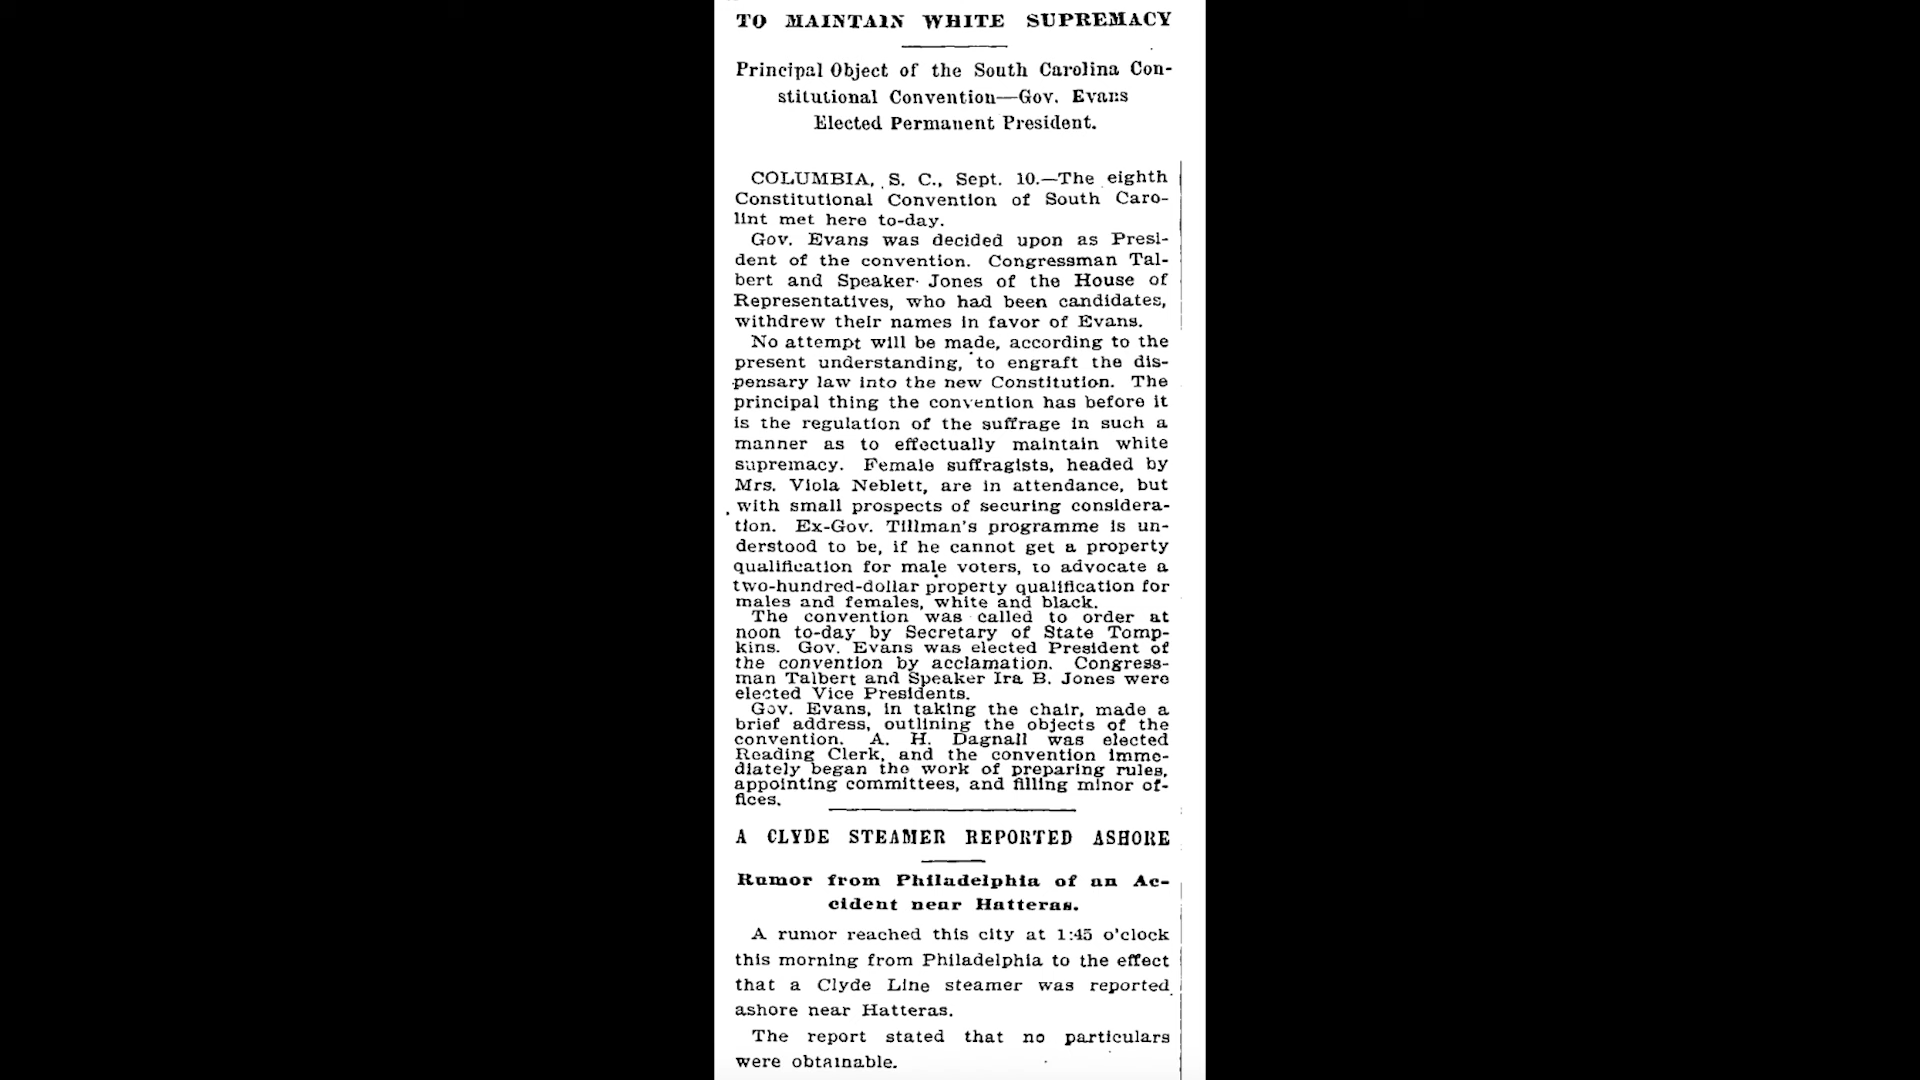 TO MAINTAIN WHITE SUPREMACY
Principal Object of the South Carolina Con-
stitutional Convention—Gov. Evans
Elected Permanent President.
COLUMBIA, S. C., Sept. 10.—The eighth
Constitutional Convention of South Caro-
lint met here to-day.
Gov. Evans was decided upon as Presi-
dent of the convention. Congressman Tal-
bert and Speaker Jones of the House of
Representatives, who had been candidates,
withdrew their names in favor of Evans.
No attempt will be made, according to the
present understanding, to engraft the dis-
pensary law into the new Constitution. The
principal thing the convention has before it
is the regulation of the suffrage in such a
manner as to effectually maintain white
supremacy. Female suffragists, headed by
Mrs. Viola Neblett, are in attendance, but
with small prospects of securing considera-
tion. Ex-Gov. Tillman's programme is un-
derstood to be, if he cannot get a property
qualification for male voters, to advocate a
two-hundred-dollar property qualification for
males and females, white and black.
The convention was called to order at
noon to-day by Secretary of State Tomp-
kins. Gov. Evans was elected President of
the convention by acclamation. Congress-
man Talbert and Speaker Ira B. Jones were
elected Vice Presidents.
Gov. Evans, in taking the chair, made a
brief address, outlining the objects of the
convention. A. H. Dagnall was elected
Reading Clerk, and the convention imme-
diately began the work of preparing rules,
appointing committees, and filling minor of-
fices.
A CLYDE STEAMER REPORTED ASHORE
Rumor from Philadelphia of an Ac-
cident near Hatteras.
A rumor reached this city at 1:45 o'clock
this morning from Philadelphia to the effect
that a Clyde Line steamer was reported
ashore near Hatteras.
The report stated that no particulars
were obtainable.